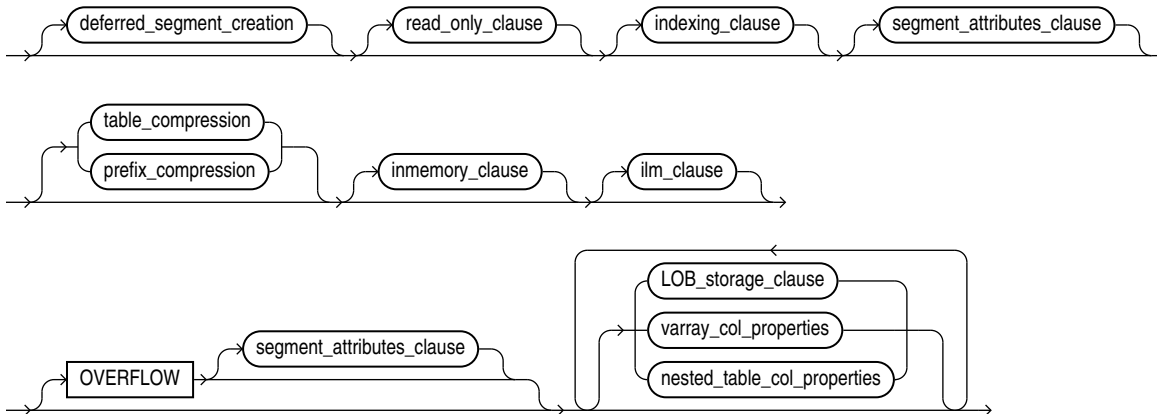 deferred_segment_creation read_only_clause indexing_clause segment_attributes_clause
table_compression
prefix_compression inmemory_clause ilm_clause
LOB_storage_clause
segment_attributes_clause varray_col_properties
OVERFLOW nested_table_col_properties